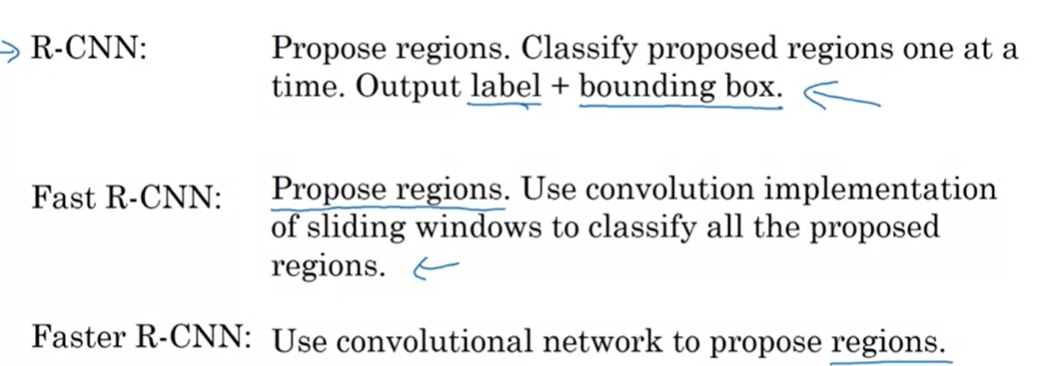 R-CNN: Propose regions. Classify proposed regions one at a
time. Output label + bounding box.
Fast R-CNN: Propose regions. Use convolution implementation
of sliding windows to classify all the proposed
regions.
Faster R-CNN: Use convolutional network to propose regions.